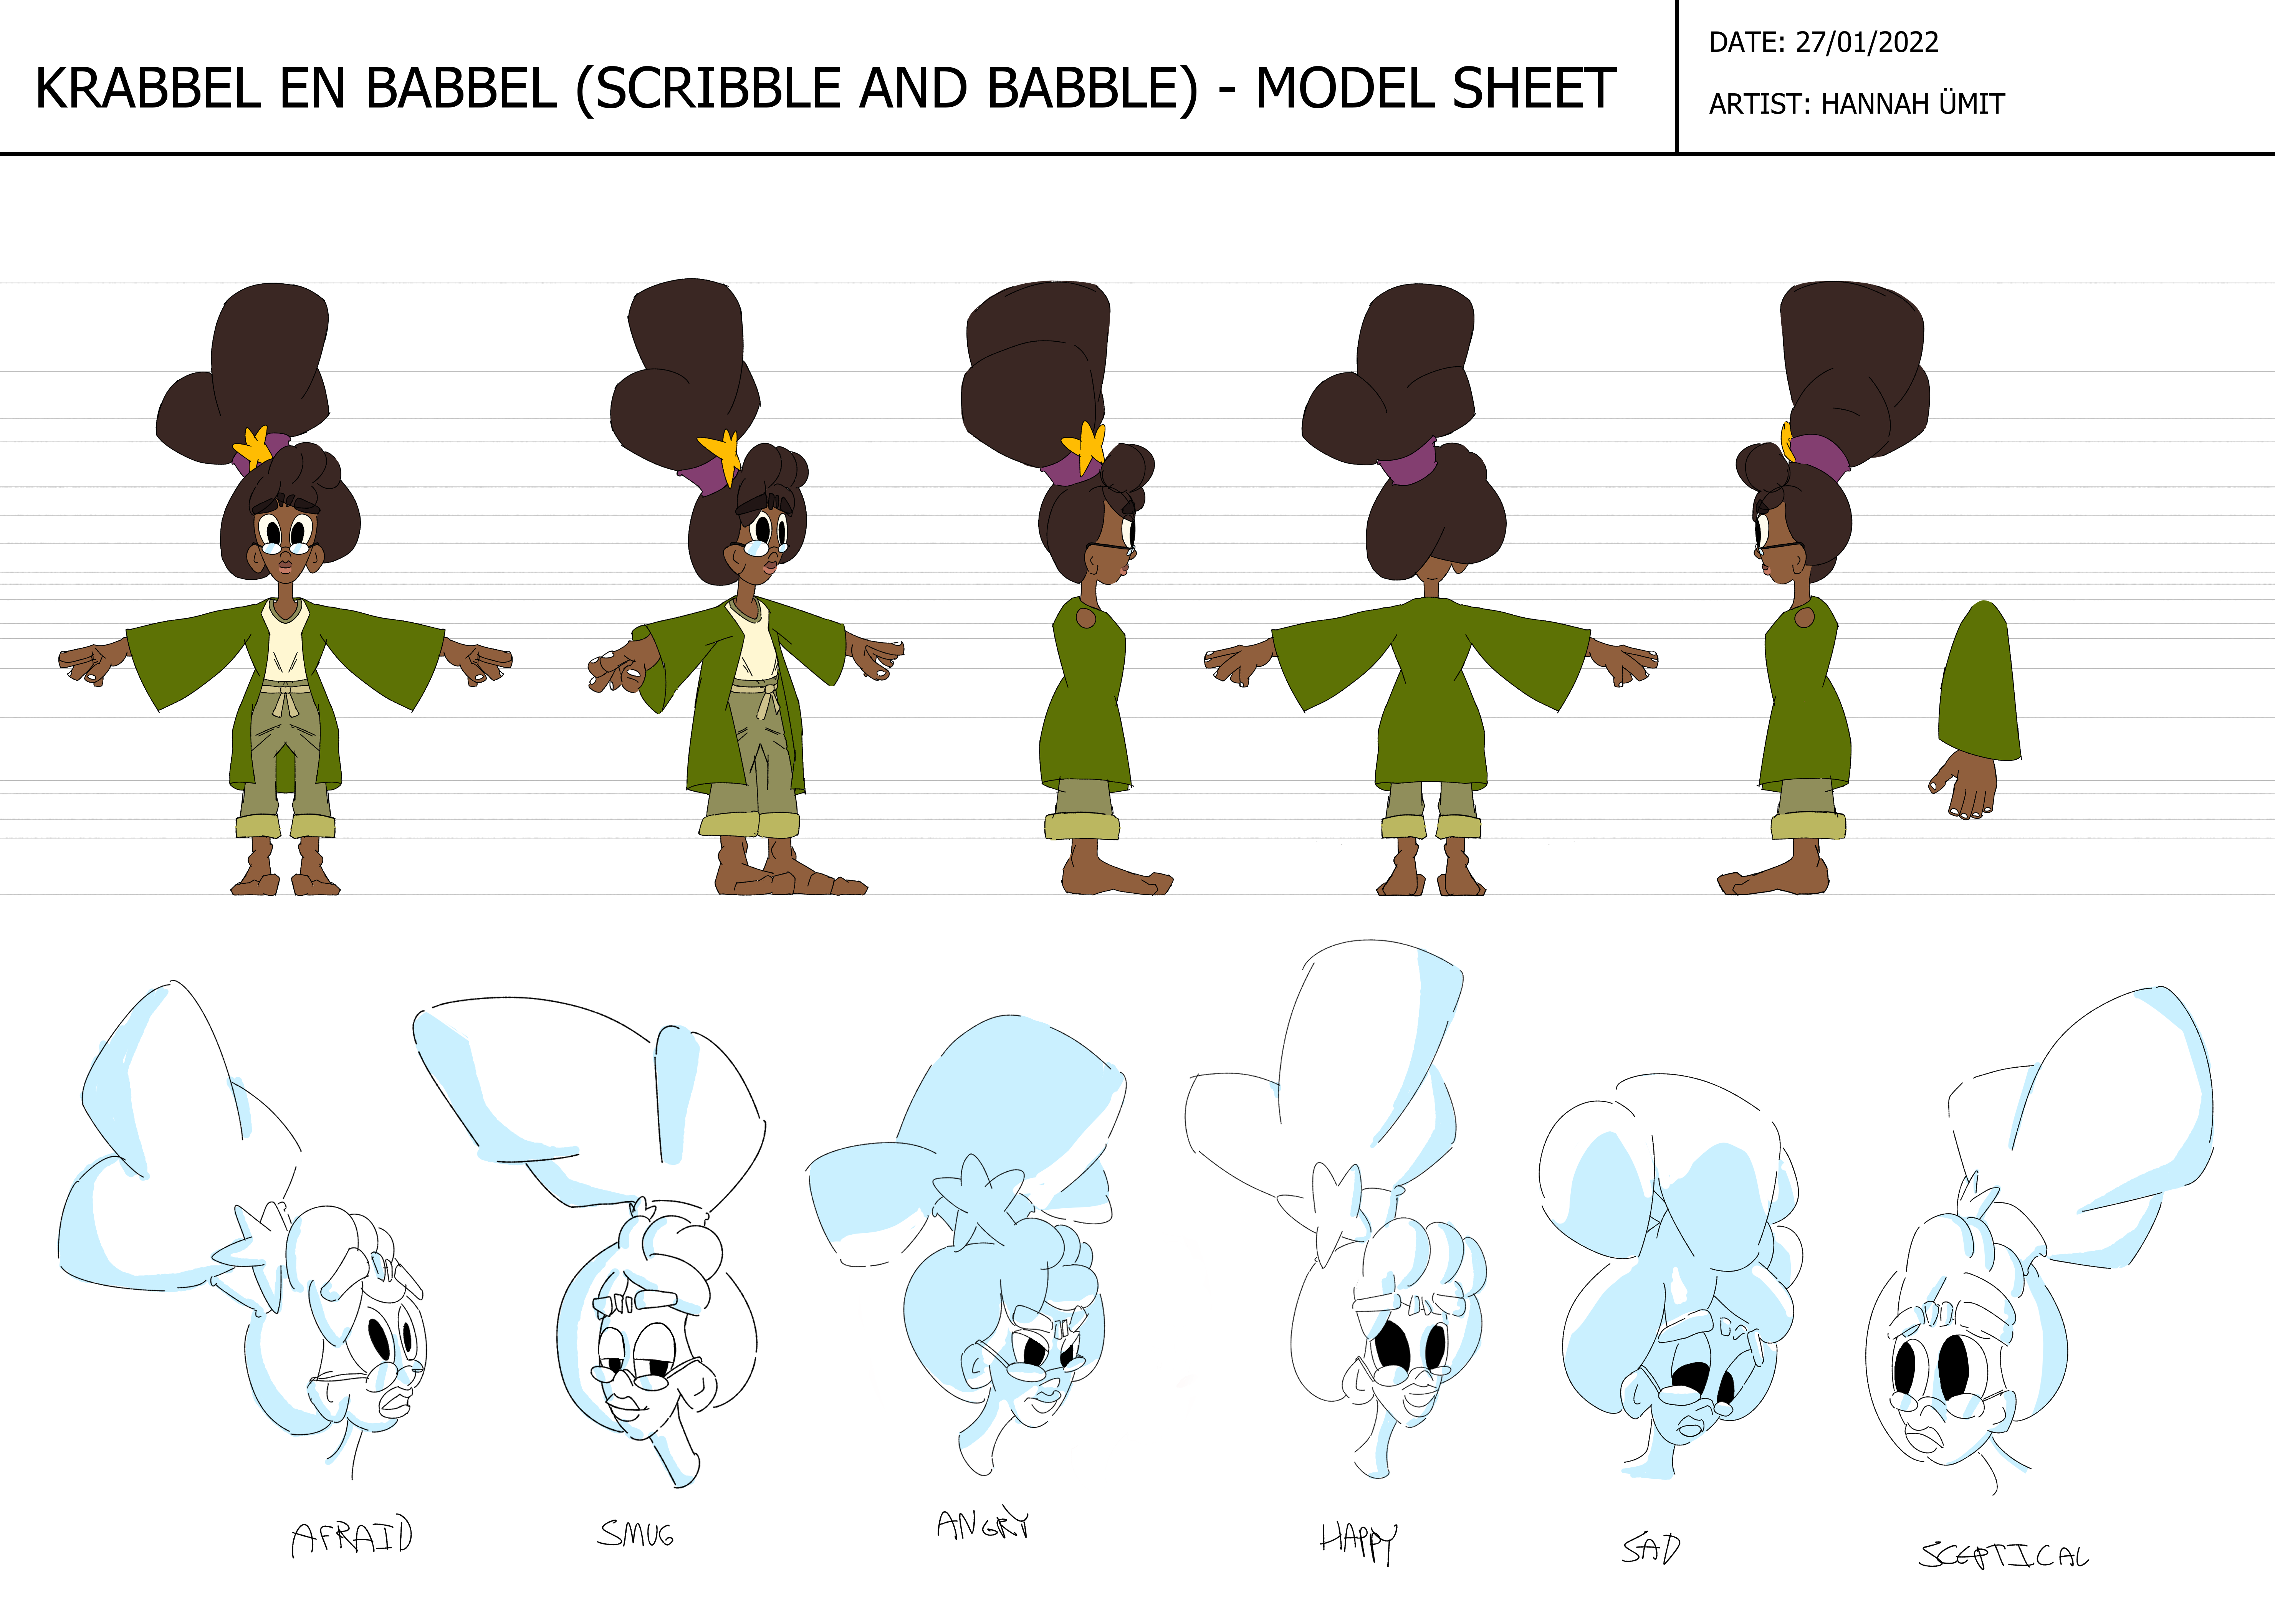 KRABBEL EN BABBEL (SCRIBBLE AND BABBLE) - MODEL SHEET
DATE: 27/01/2022
ARTIST: HANNAH ÜMIT
AFRAID
SMUG
ANGRY
HAPPY
SAD
SCEPTICAL